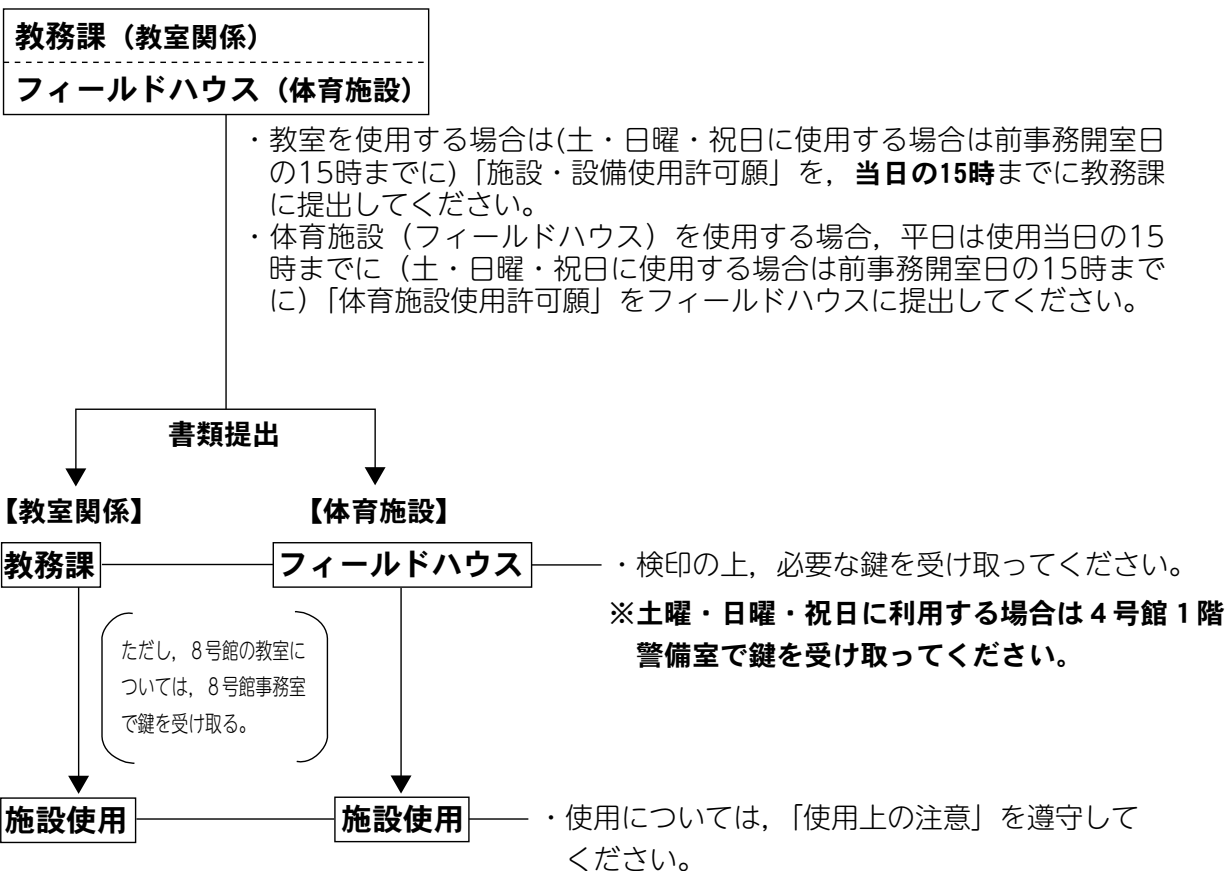 教務課（教室関係）
フィールドハウス（体育施設）
・教室を使用する場合は(土・日曜・祝日に使用する場合は前事務開室日
の15時までに)「施設・設備使用許可願」を，当日の15時までに教務課
に提出してください。
・体育施設（フィールドハウス）を使用する場合，平日は使用当日の15
時までに（土・日曜・祝日に使用する場合は前事務開室日の15時まで
に）「体育施設使用許可願」をフィールドハウスに提出してください。
書類提出
【教室関係】
【体育施設】
教務課
フィールドハウス
・検印の上，必要な鍵を受け取ってください。
※土曜・日曜・祝日に利用する場合は４号館１階
警備室で鍵を受け取ってください。
ただし，８号館の教室に
ついては，８号館事務室
で鍵を受け取る。
施設使用
施設使用
・使用については，「使用上の注意」を遵守して
ください。